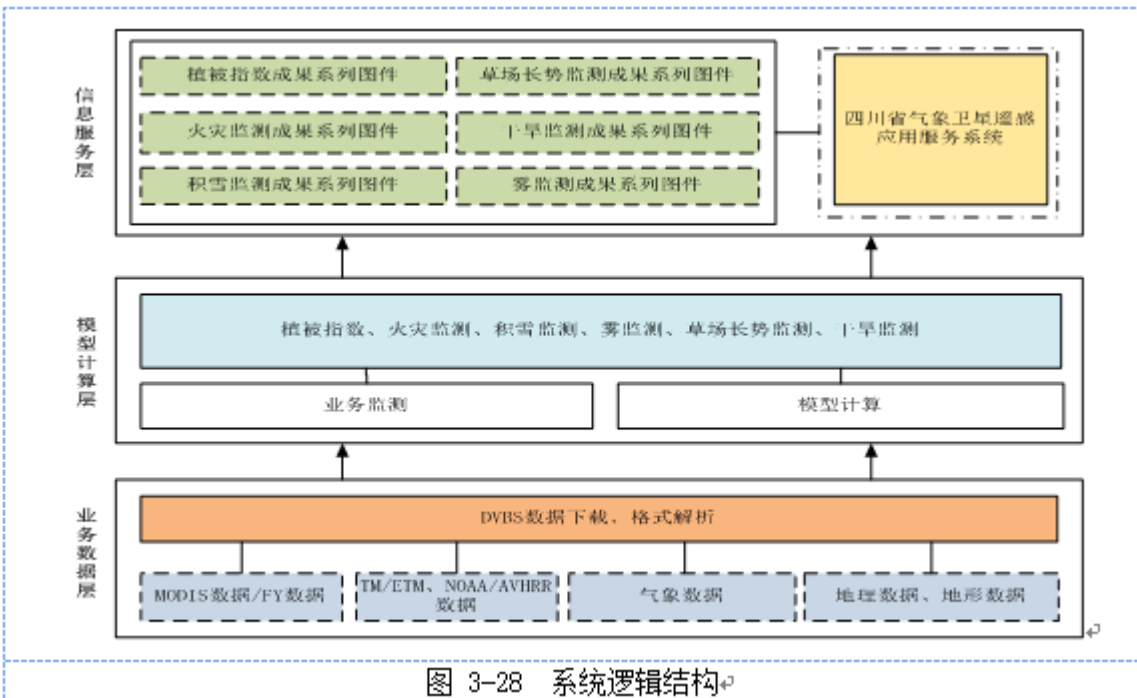 信息服务层
植被指数成果系列图件
草场长势监测成果系列图件
火灾监测成果系列图件
干旱监测成果系列图件
积雪监测成果系列图件
雾监测成果系列图件
四川省气象卫星遥感
应用服务系统
模型计算层
植被指数、火灾监测、积雪监测、雾监测、草场长势监测、干旱监测
业务监测
模型计算
业务数据层
DVBS数据下载、格式解析
MODIS数据/FY数据
TM/ETM、NOAA/AVHRR
数据
气象数据
地理数据、地形数据
图 3-28 系统逻辑结构